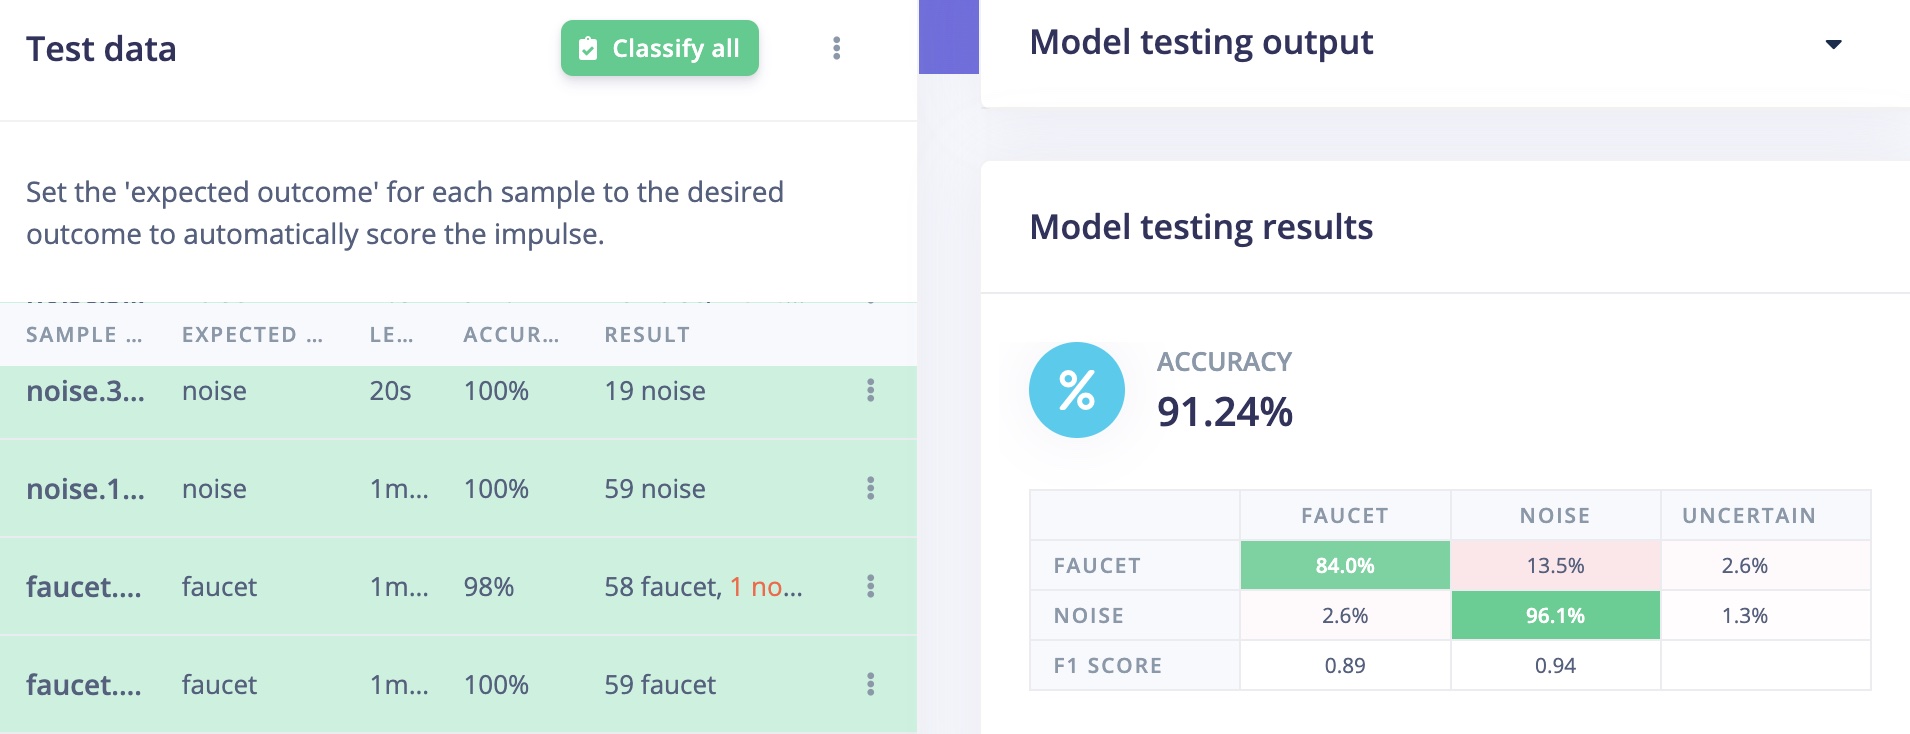 Test data
Classify all
Set the 'expected outcome' for each sample to the desired
outcome to automatically score the impulse.
SAMPLE ... EXPECTED ... LE... ACCUR... RESULT
noise.3... noise 20s 100% 19 noise
noise.1... noise 1m... 100% 59 noise
faucet.... faucet 1m... 98% 58 faucet, 1 no...
faucet.... faucet 1m... 100% 59 faucet
Model testing output
Model testing results
%
ACCURACY
91.24%
FAUCET NOISE UNCERTAIN
FAUCET 84.0% 13.5% 2.6%
NOISE 2.6% 96.1% 1.3%
F1 SCORE 0.89 0.94